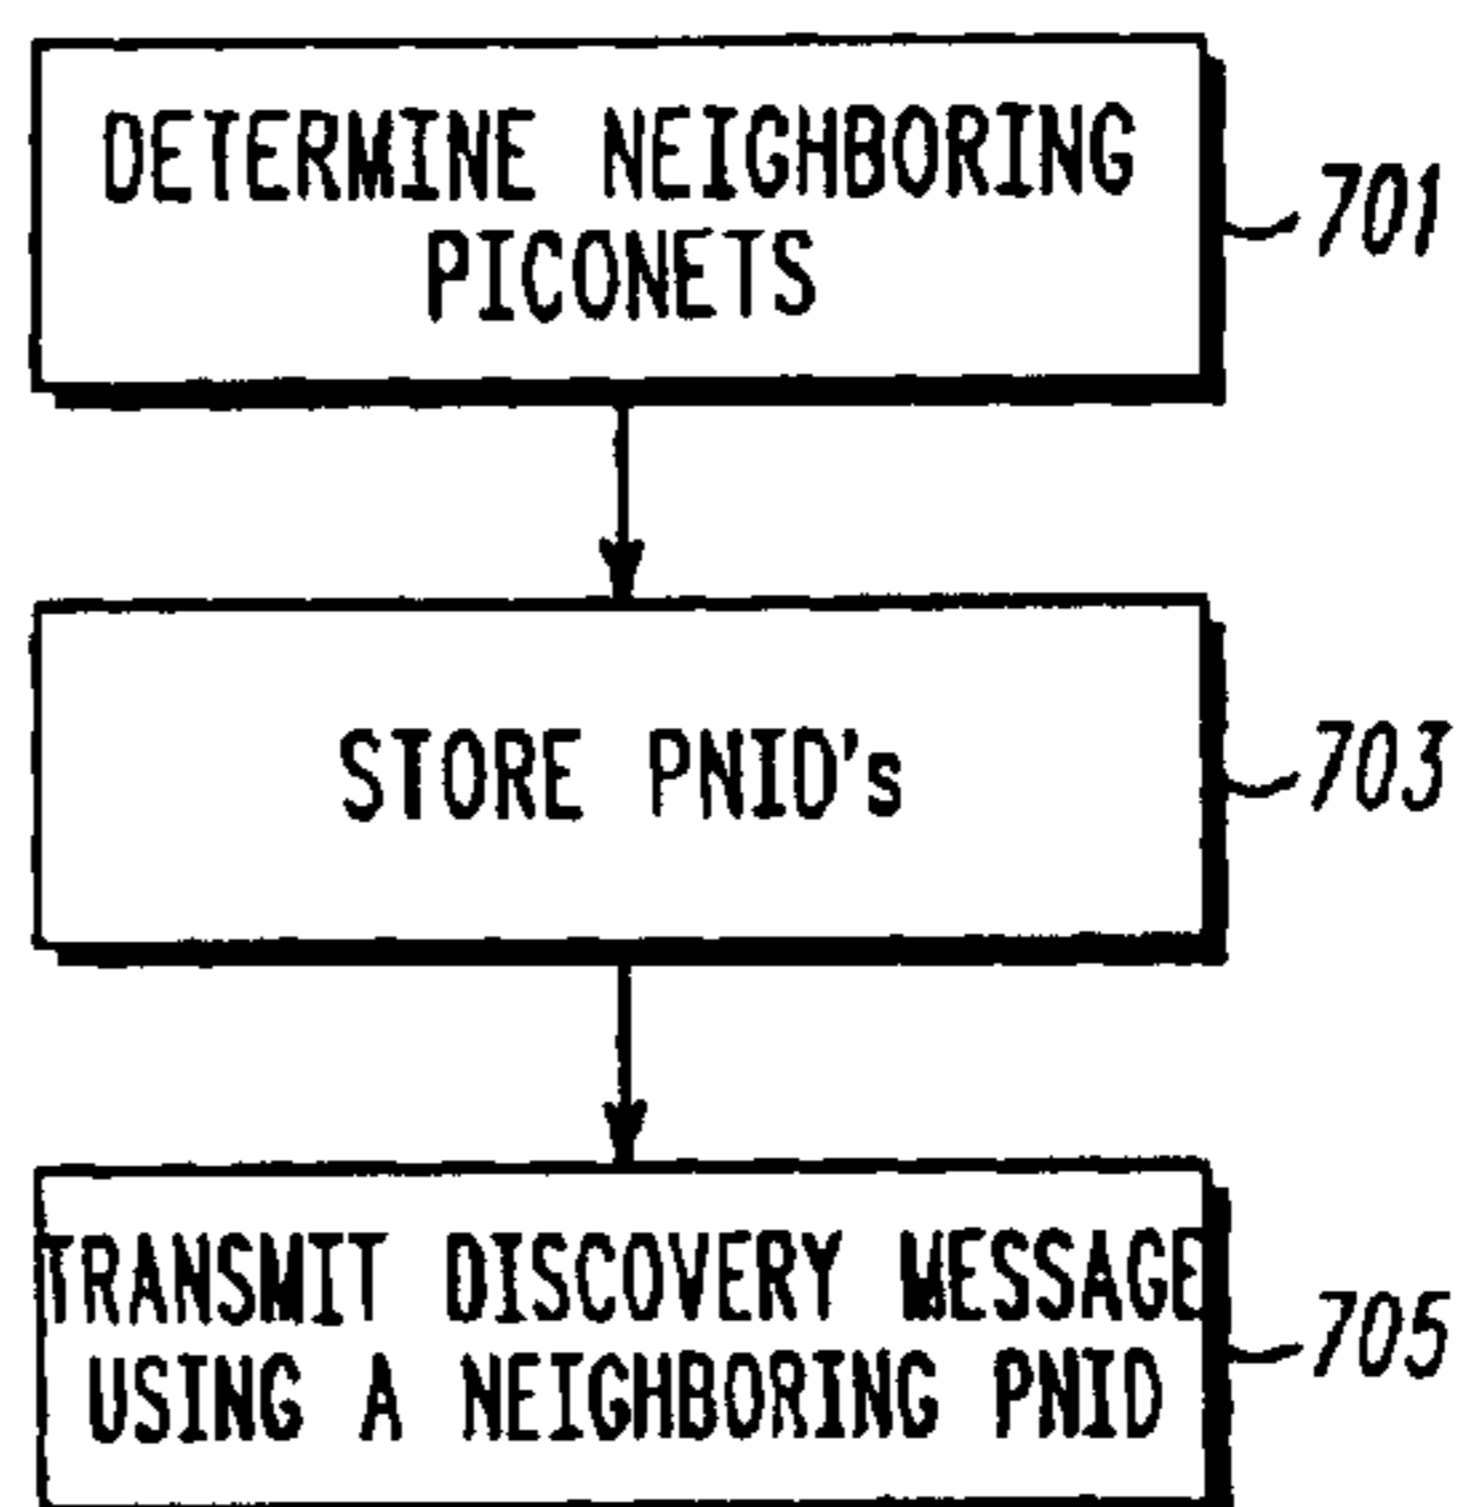 DETERMINE NEIGHBORING
PICONETS
701
STORE PNID's
703
TRANSMIT DISCOVERY MESSAGE
USING A NEIGHBORING PNID
705